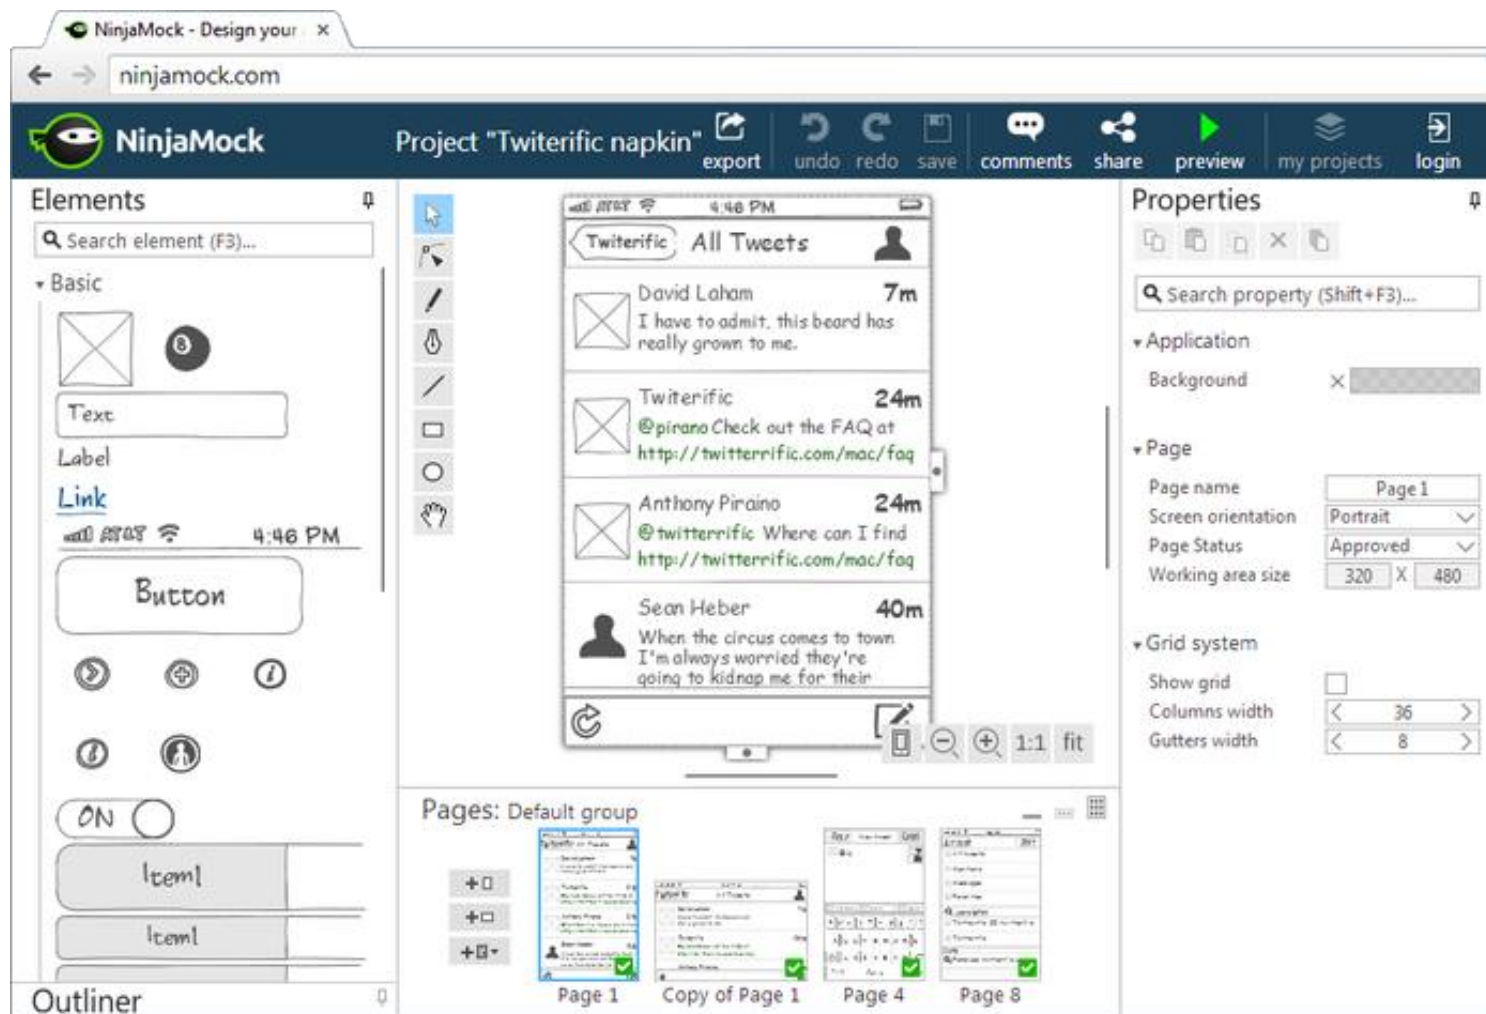 NinjaMock - Design your
ninjamock.com
NinjaMock
Project "Twiterific napkin"
export
undo
redo
save
comments
share
preview
my projects
login
Elements
Search element (F3)...
Basic
8
Text
Label
Link
AT&T
4:46 PM
Button
i
ON
Item1
Item1
Outliner
AT&T
4:46 PM
Twiterific
All Tweets
David Laham
7m
I have to admit, this beard has
really grown to me.
Twiterific
24m
@pirano Check out the FAQ at
http://twitterrific.com/mac/faq
Anthony Piraino
24m
@twitterrific Where can I find
http://twitterrific.com/mac/faq
Sean Heber
40m
When the circus comes to town
I'm always worried they're
going to kidnap me for their
1:1
fit
Pages: Default group
Page 1
Copy of Page 1
Page 4
Page 8
Properties
Search property (Shift+F3)...
Application
Background
Page
Page name
Page 1
Screen orientation
Portrait
Page Status
Approved
Working area size
320 X 480
Grid system
Show grid
Columns width
36
Gutters width
8